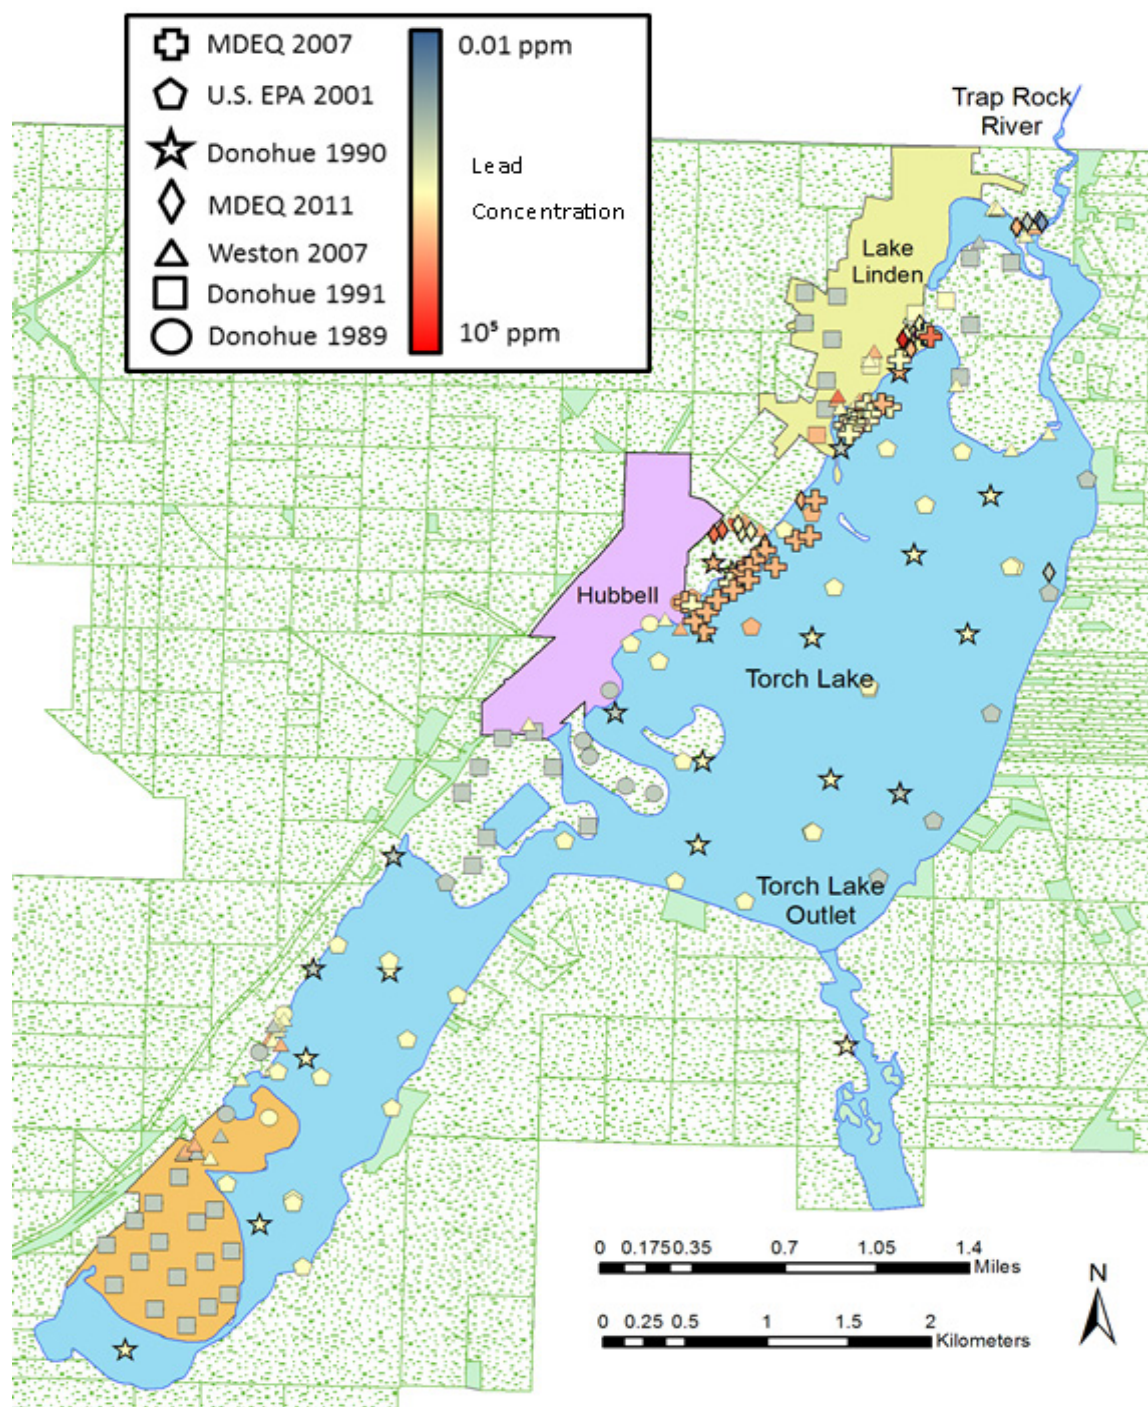 MDEQ 2007
U.S. EPA 2001
Donohue 1990
MDEQ 2011
Weston 2007
Donohue 1991
Donohue 1989
0.01 ppm
Lead
Concentration
10⁵ ppm
Trap Rock
River
Lake
Linden
Hubbell
Torch Lake
Torch Lake
Outlet
0 0.175 0.35 0.7 1.05 1.4
Miles
0 0.25 0.5 1 1.5 2
Kilometers
N